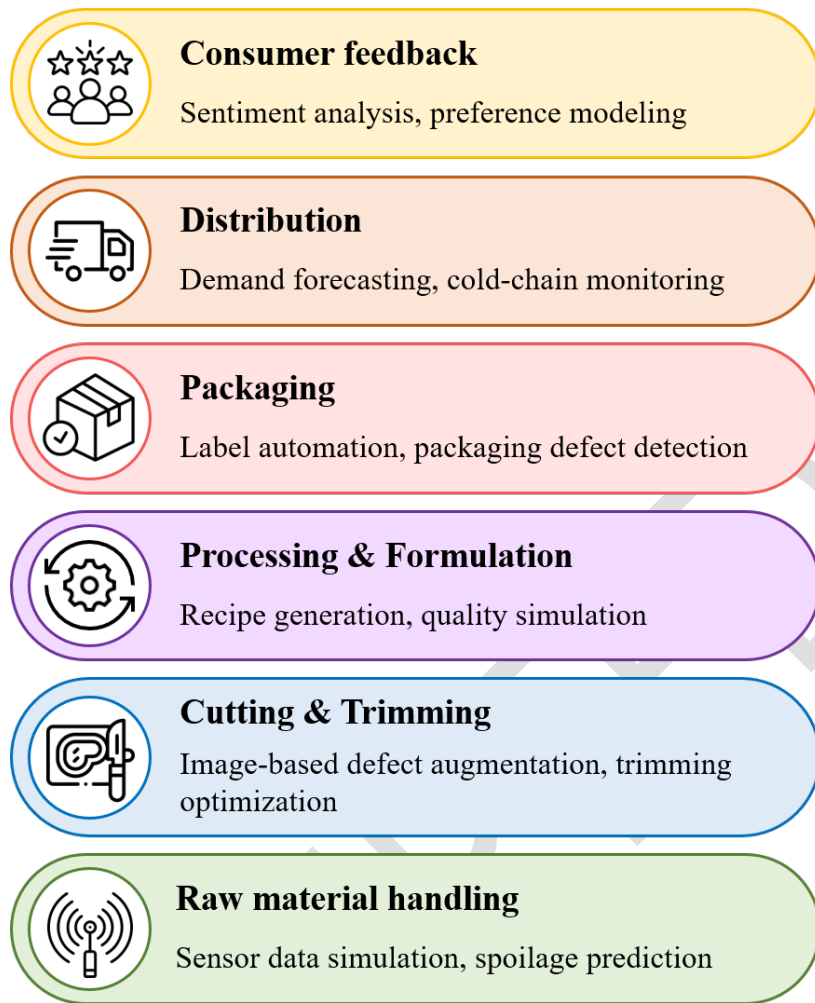 Consumer feedback
Sentiment analysis, preference modeling
Distribution
Demand forecasting, cold-chain monitoring
Packaging
Label automation, packaging defect detection
Processing & Formulation
Recipe generation, quality simulation
Cutting & Trimming
Image-based defect augmentation, trimming
optimization
Raw material handling
Sensor data simulation, spoilage prediction